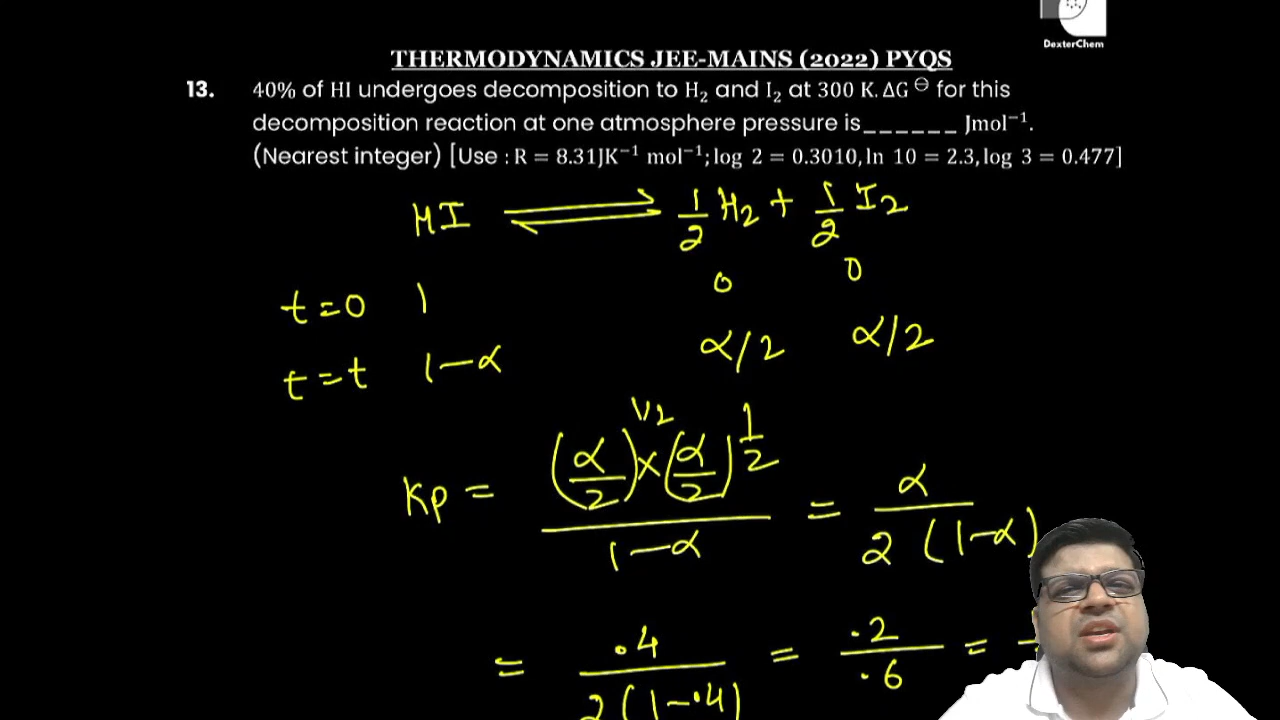 DexterChem
THERMODYNAMICS JEE-MAINS (2022) PYQS
13. 40% of HI undergoes decomposition to H₂ and I₂ at 300 K. ΔG ⊖ for this
decomposition reaction at one atmosphere pressure is______ Jmol⁻¹.
(Nearest integer) [Use : R = 8.31JK⁻¹ mol⁻¹; log 2 = 0.3010, ln 10 = 2.3, log 3 = 0.477]
HI ⇌ 1/2 H₂ + 1/2 I₂
t=0 1 0 0
t=t 1-α α/2 α/2
Kp = (α/2)^1/2 × (α/2)^1/2 / 1-α = α / 2(1-α)
= .4 / 2(1-.4) = .2 / .6 =